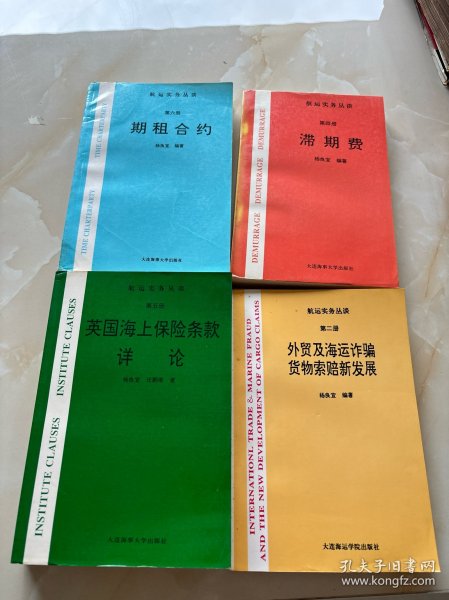 航运实务丛谈
第六册
期租合约
杨良宜 编著
大连海事大学出版社
TIME CHARTERPARTY TIME CHARTERPARTY
航运实务丛谈
第四册
滞期费
杨良宜 编著
大连海事大学出版社
DEMURRAGE DEMURRAGE DEMURRAGE
航运实务丛谈
第五册
英国海上保险条款
详论
杨良宜
著
大连海事大学出版社
INSTITUTE CLAUSES INSTITUTE CLAUSES
航运实务丛谈
第二册
外贸及海运诈骗
货物索赔新发展
杨良宜 编著
大连海运学院出版社
INTERNATIONTL TRADE & MARINE FRAUD
AND THE NEW DEVELOPMENT OF CARGO CLAIMS
孔夫子旧书网
www.kongfz.com